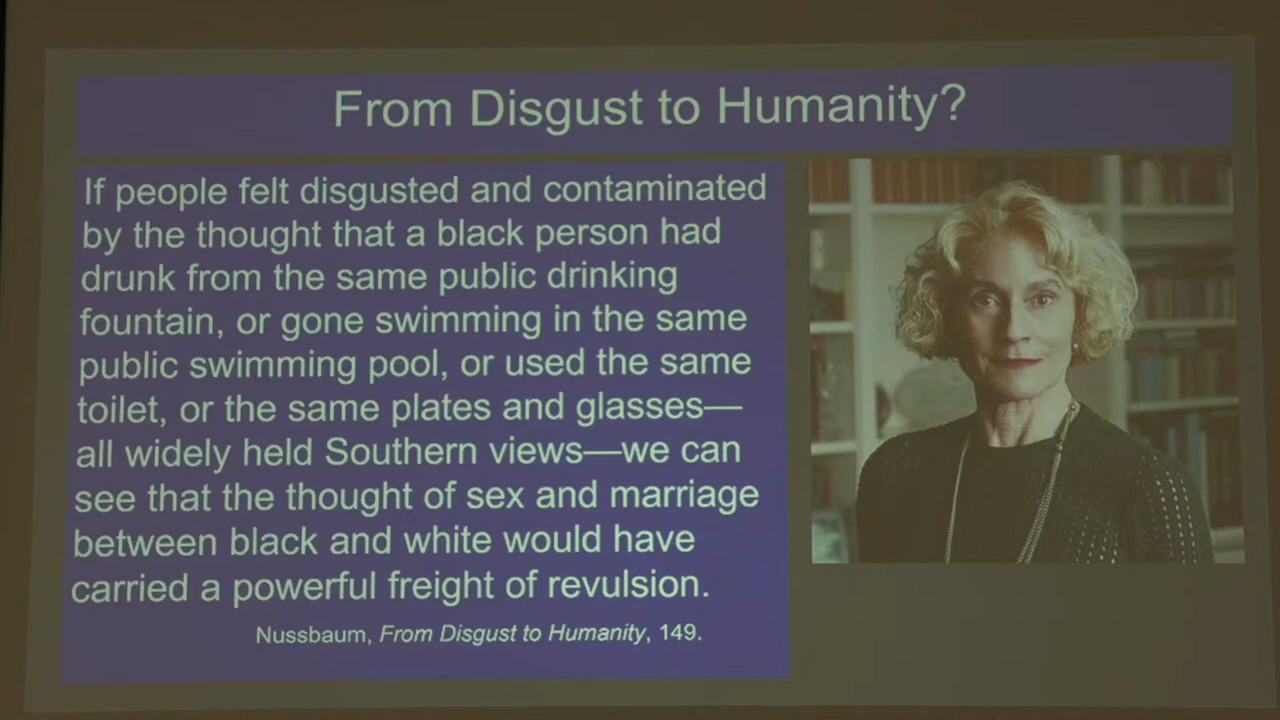 From Disgust to Humanity?
If people felt disgusted and contaminated
by the thought that a black person had
drunk from the same public drinking
fountain, or gone swimming in the same
public swimming pool, or used the same
toilet, or the same plates and glasses—
all widely held Southern views—we can
see that the thought of sex and marriage
between black and white would have
carried a powerful freight of revulsion.
Nussbaum, From Disgust to Humanity, 149.